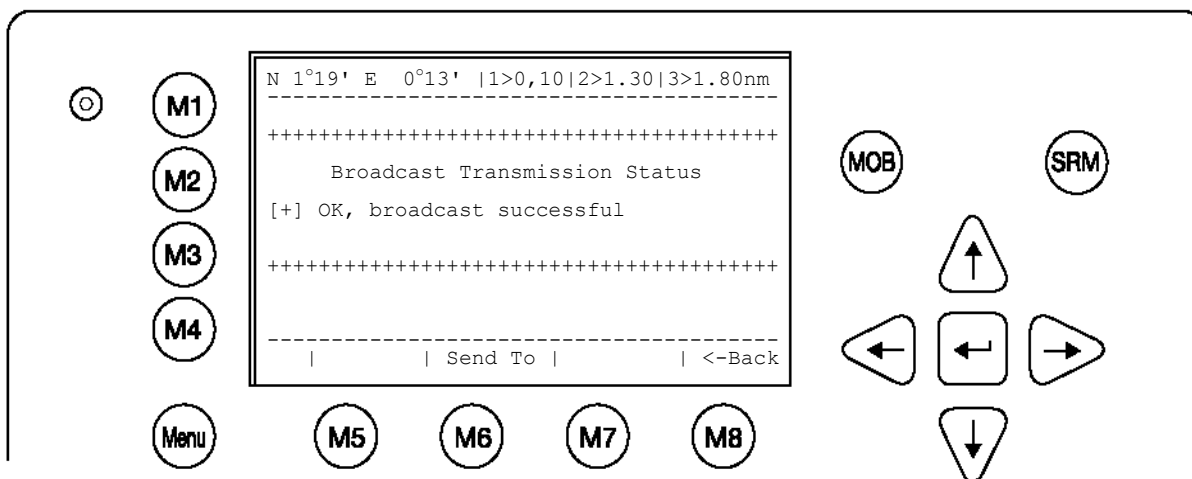 N 1°19' E  0°13' |1>0,10|2>1.30|3>1.80nm
----------------------------------------
++++++++++++++++++++++++++++++++++++++++
Broadcast Transmission Status
[+] OK, broadcast successful
++++++++++++++++++++++++++++++++++++++++
----------------------------------------
|        | Send To |         | <-Back
M1
M2
M3
M4
Menu
M5
M6
M7
M8
MOB
SRM